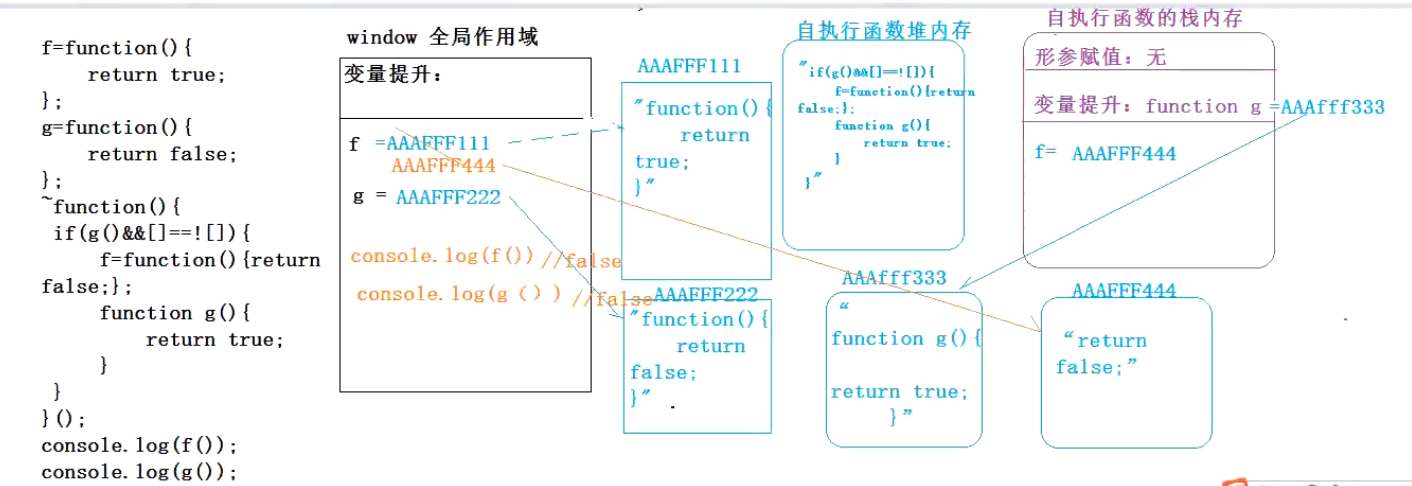 f=function(){
return true;
};
g=function(){
return false;
};
~function(){
if(g()&&[]==![]){
f=function(){return
false;};
function g(){
return true;
}
}
}();
console.log(f());
console.log(g());
window 全局作用域
变量提升:
f =AAAFFF111
AAAFFF444
g = AAAFFF222
console.log(f()) //false
console.log(g（）) //false
AAAFFF111
"function(){
return
true;
}"
AAAFFF222
"function(){
return
false;
}"
自执行函数堆内存
"if(g()&&[]==![]){
f=function(){return
false;};
function g(){
return true;
}
}"
AAAfff333
“
function g(){
return true;
}”
自执行函数的栈内存
形参赋值: 无
变量提升: function g =AAAfff333
f= AAAFFF444
AAAFFF444
“return
false;”